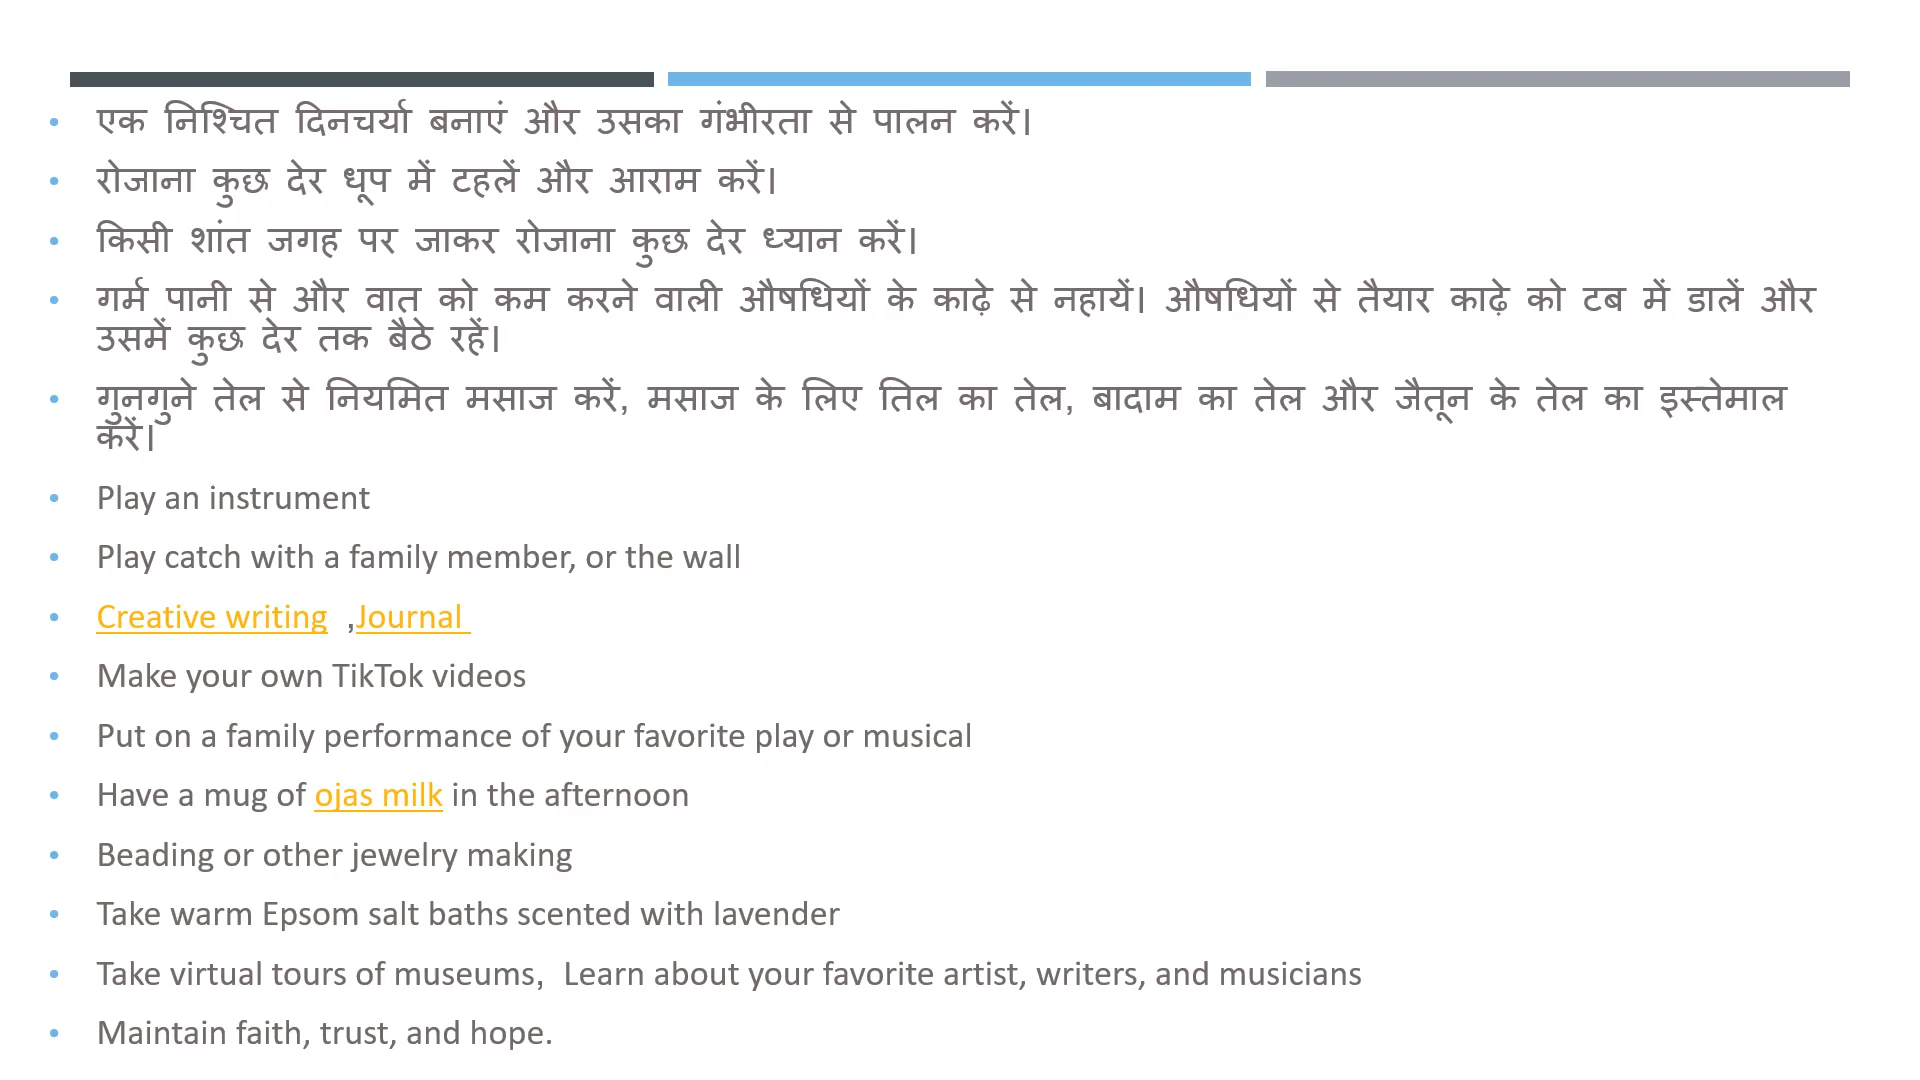 • एक निश्चित दिनचर्या बनाएं और उसका गंभीरता से पालन करें।
• रोजाना कुछ देर धूप में टहलें और आराम करें।
• किसी शांत जगह पर जाकर रोजाना कुछ देर ध्यान करें।
• गर्म पानी से और वात को कम करने वाली औषधियों के काढ़े से नहायें। औषधियों से तैयार काढ़े को टब में डालें और
उसमें कुछ देर तक बैठे रहें।
• गुनगुने तेल से नियमित मसाज करें, मसाज के लिए तिल का तेल, बादाम का तेल और जैतून के तेल का इस्तेमाल
करें।
• Play an instrument
• Play catch with a family member, or the wall
• Creative writing ,Journal
• Make your own TikTok videos
• Put on a family performance of your favorite play or musical
• Have a mug of ojas milk in the afternoon
• Beading or other jewelry making
• Take warm Epsom salt baths scented with lavender
• Take virtual tours of museums, Learn about your favorite artist, writers, and musicians
• Maintain faith, trust, and hope.